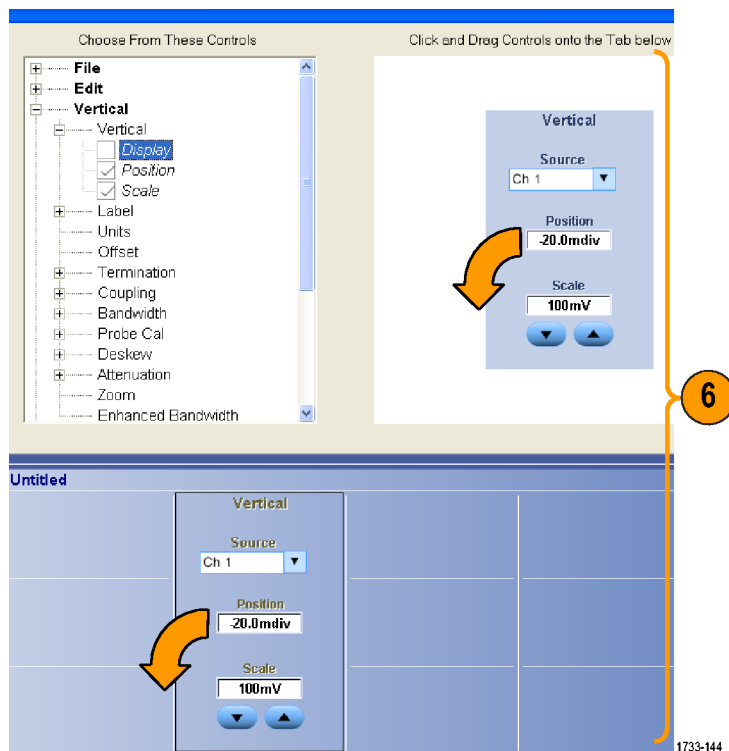 Choose From These Controls
Click and Drag Controls onto the Tab below
File
Edit
Vertical
Vertical
Display
Position
Scale
Label
Units
Offset
Termination
Coupling
Bandwidth
Probe Cal
Deskew
Attenuation
Zoom
Enhanced Bandwidth
Vertical
Source
Ch 1
Position
-20.0mdiv
Scale
100mV
6
Untitled
Vertical
Source
Ch 1
Position
-20.0mdiv
Scale
100mV
1733-144